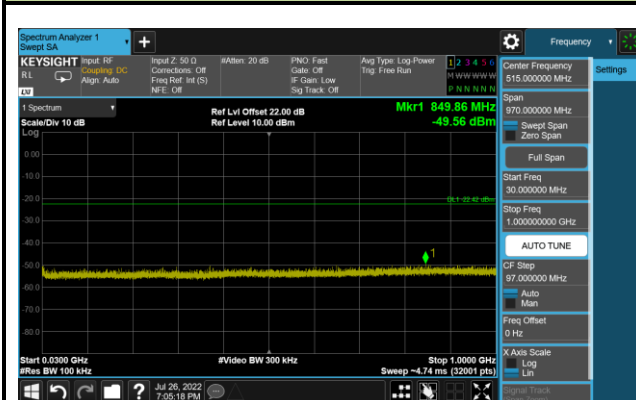 Spectrum Analyzer 1
Swept SA
Frequency
KEYSIGHT
RL
Input: RF
Coupling: DC
Align: Auto
Input Z: 50 Ω
Corrections: Off
Freq Ref: Int (S)
NFE: Off
#Atten: 20 dB
PNO: Fast
Gate: Off
IF Gain: Low
Sig Track: Off
Avg Type: Log-Power
Trig: Free Run
1 2 3 4 5 6
M W W W W W
P N N N N N
LXI
Settings
Center Frequency
515.000000 MHz
Span
970.000000 MHz
Swept Span
Zero Span
Full Span
Start Freq
30.000000 MHz
Stop Freq
1.000000000 GHz
AUTO TUNE
CF Step
97.000000 MHz
Auto
Man
Freq Offset
0 Hz
X Axis Scale
Log
Lin
Signal Track
1 Spectrum
Scale/Div 10 dB
Log
Ref Lvl Offset 22.00 dB
Ref Level 10.00 dBm
Mkr1 849.86 MHz
-49.56 dBm
0.00
-10.0
-20.0
DL1 -22.42 dBm
-30.0
-40.0
1
-50.0
-60.0
-70.0
-80.0
Start 0.0300 GHz
#Res BW 100 kHz
#Video BW 300 kHz
Stop 1.0000 GHz
Sweep ~4.74 ms (32001 pts)
?
Jul 26, 2022
7:05:18 PM